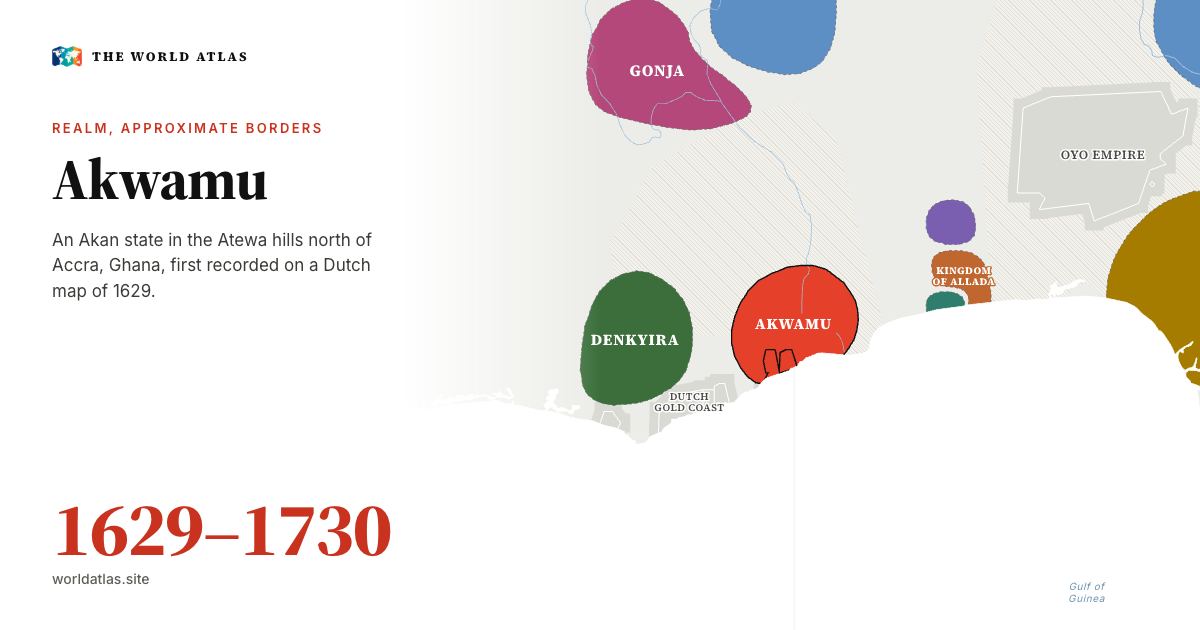 THE WORLD ATLAS
REALM, APPROXIMATE BORDERS
Akwamu
An Akan state in the Atewa hills north of
Accra, Ghana, first recorded on a Dutch
map of 1629.
1629–1730
worldatlas.site
GONJA
OYO EMPIRE
KINGDOM
OF ALLADA
AKWAMU
DENKYIRA
DUTCH
GOLD COAST
Gulf of
Guinea